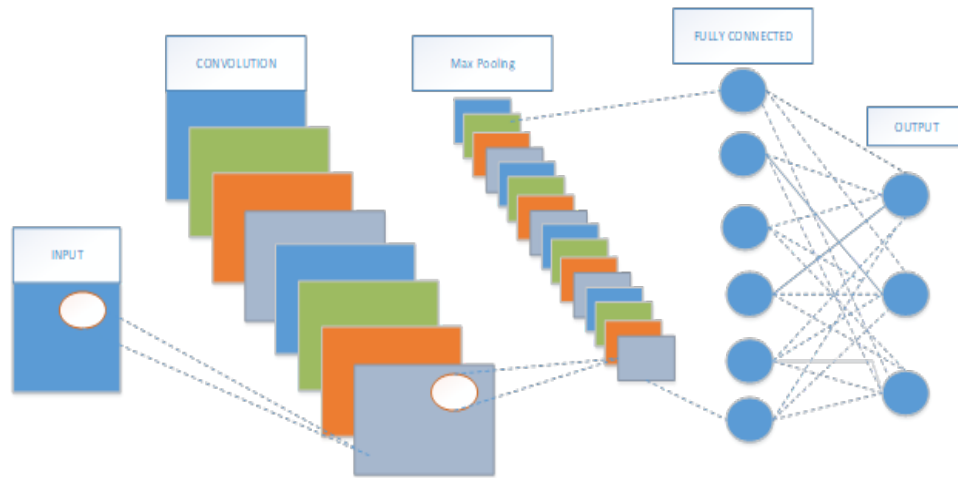 INPUT
CONVOLUTION
Max Pooling
FULLY CONNECTED
OUTPUT